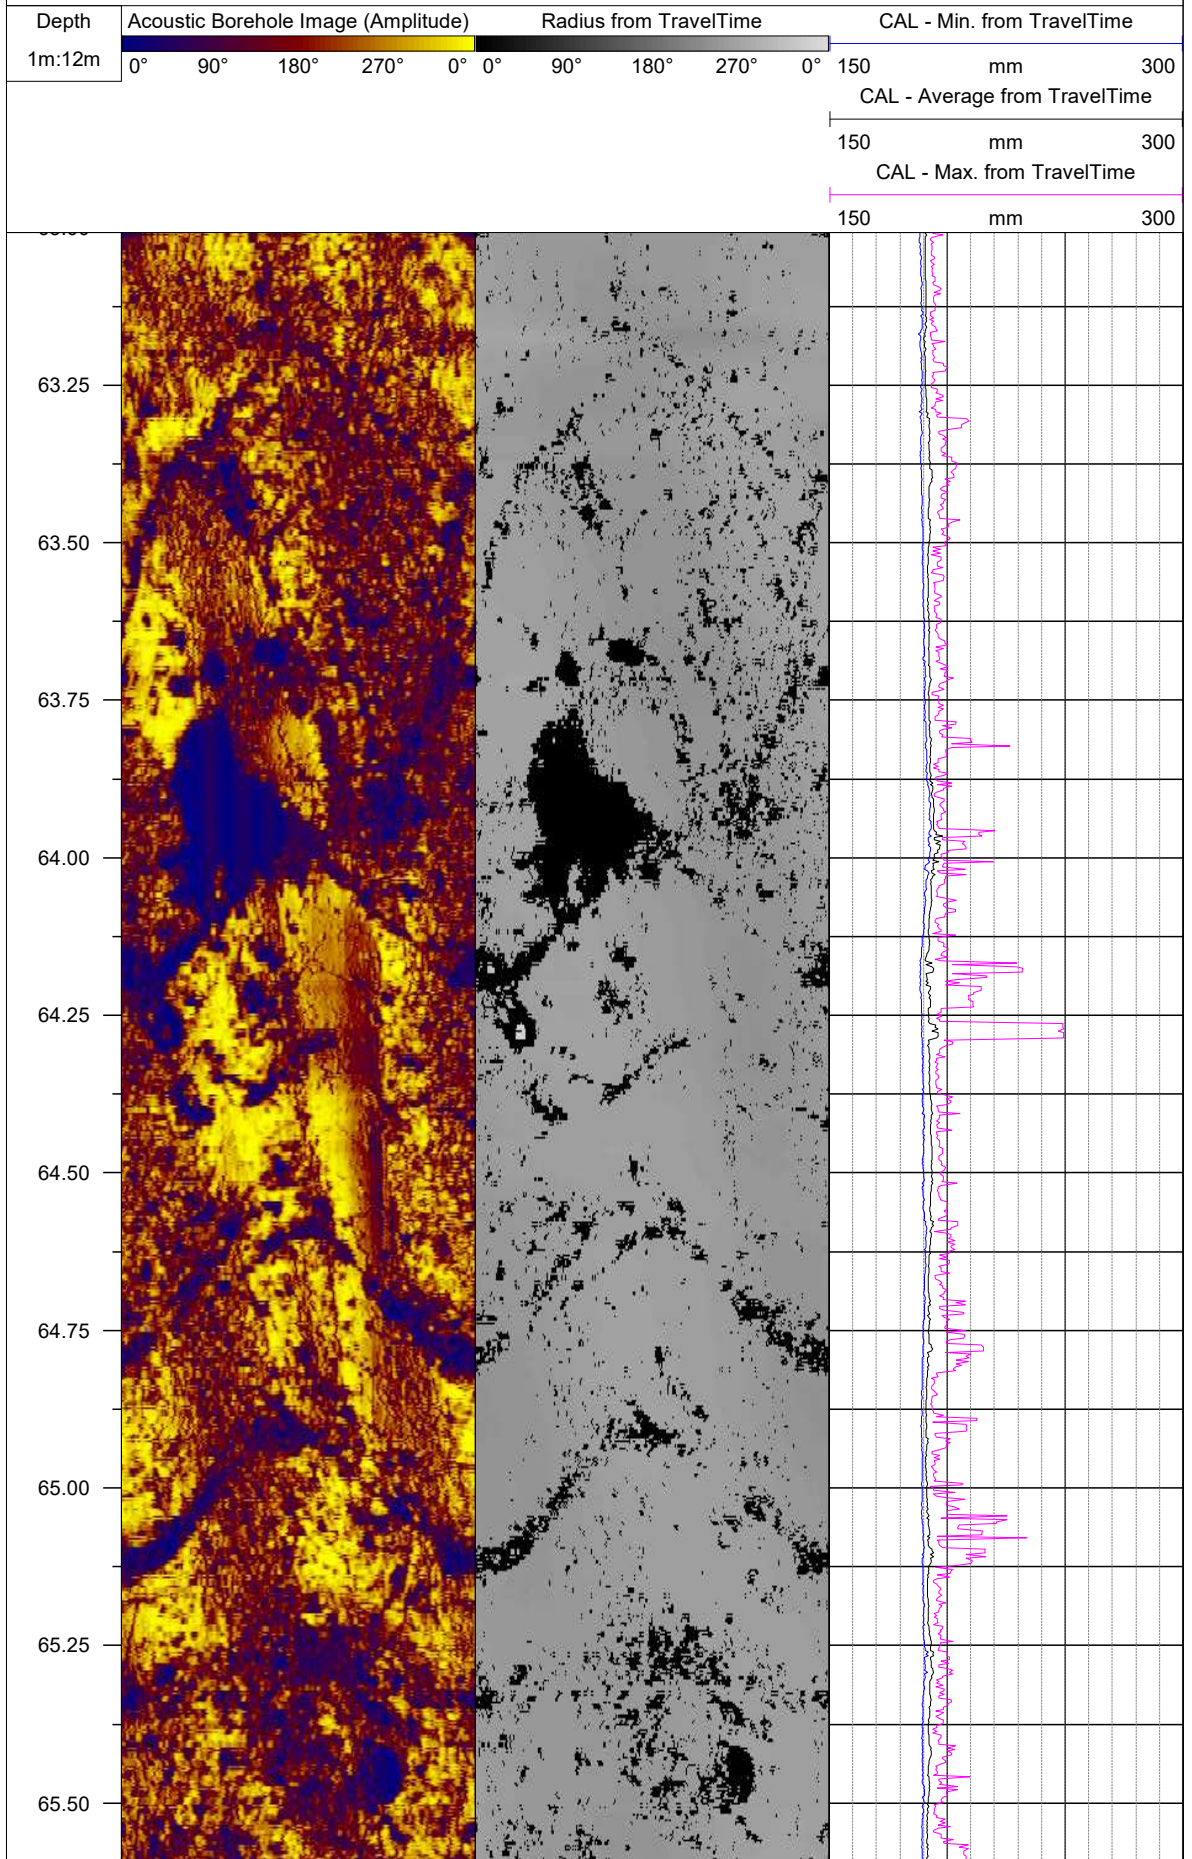 Depth
1m:12m
Acoustic Borehole Image (Amplitude)
0° 90° 180° 270° 0°
Radius from TravelTime
0° 90° 180° 270° 0°
CAL - Min. from TravelTime
150 mm 300
CAL - Average from TravelTime
150 mm 300
CAL - Max. from TravelTime
150 mm 300
63.25
63.50
63.75
64.00
64.25
64.50
64.75
65.00
65.25
65.50